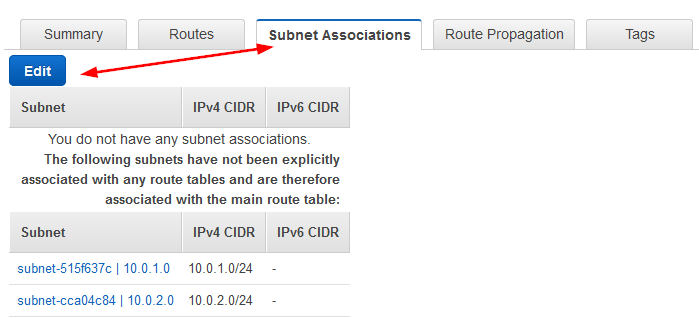 Summary Routes Subnet Associations Route Propagation Tags
Edit
Subnet IPv4 CIDR IPv6 CIDR
You do not have any subnet associations.
The following subnets have not been explicitly
associated with any route tables and are therefore
associated with the main route table:
Subnet IPv4 CIDR IPv6 CIDR
subnet-515f637c | 10.0.1.0 10.0.1.0/24 -
subnet-cca04c84 | 10.0.2.0 10.0.2.0/24 -